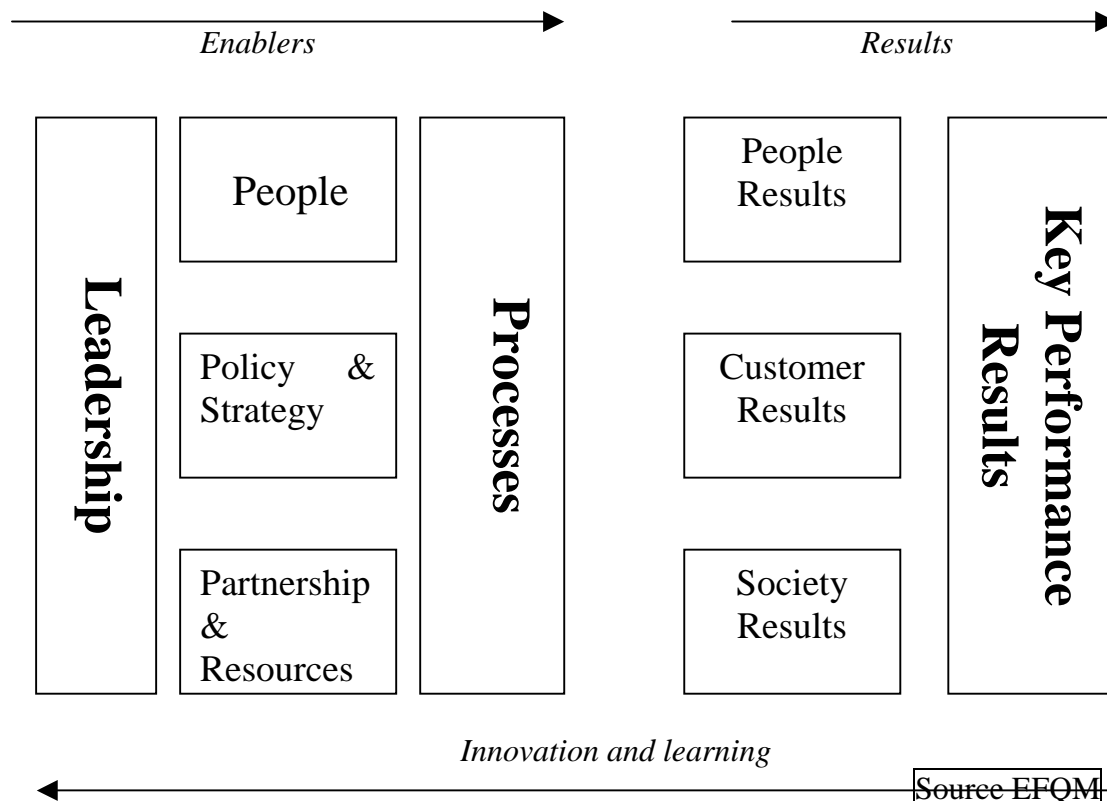 Enablers
Results
Leadership
People
Policy &
Strategy
Partnership
&
Resources
Processes
People
Results
Customer
Results
Society
Results
Key Performance
Results
Innovation and learning
Source EFQM